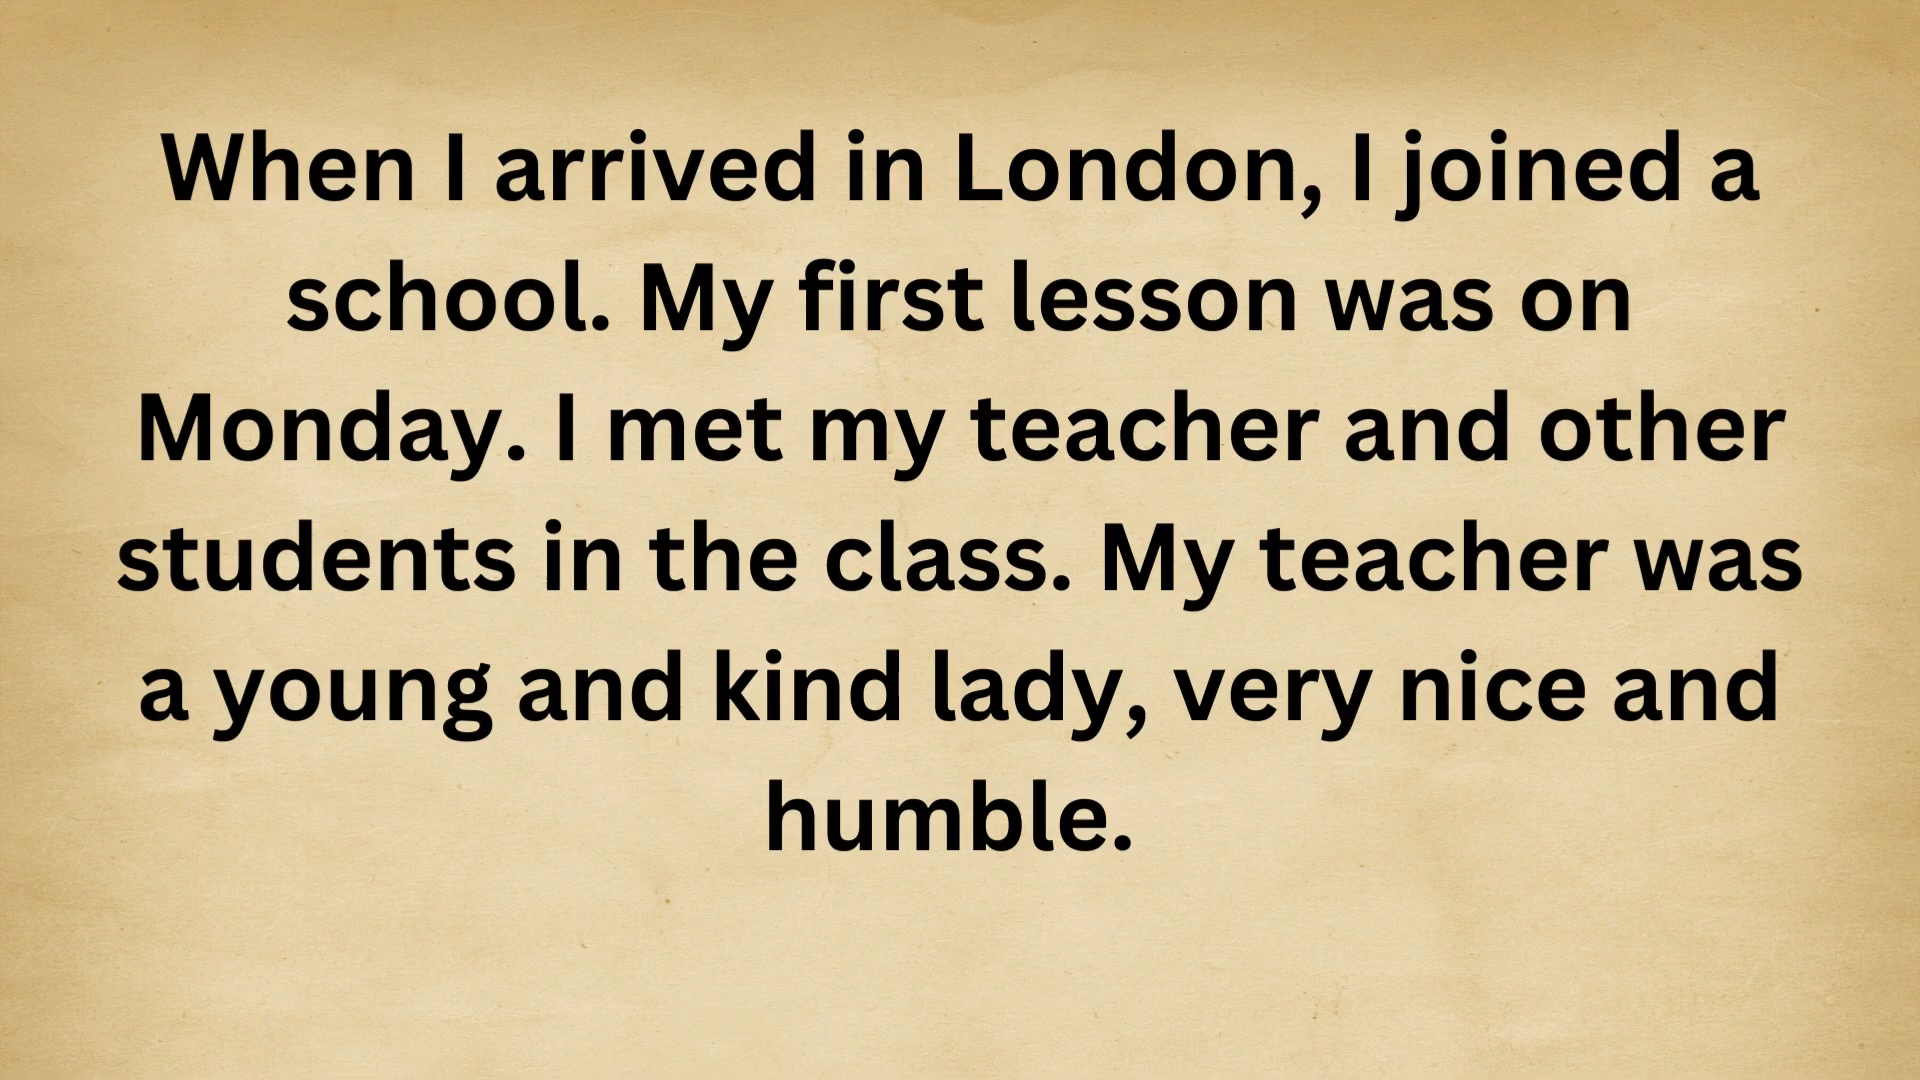 When I arrived in London, I joined a
school. My first lesson was on
Monday. I met my teacher and other
students in the class. My teacher was
a young and kind lady, very nice and
humble.